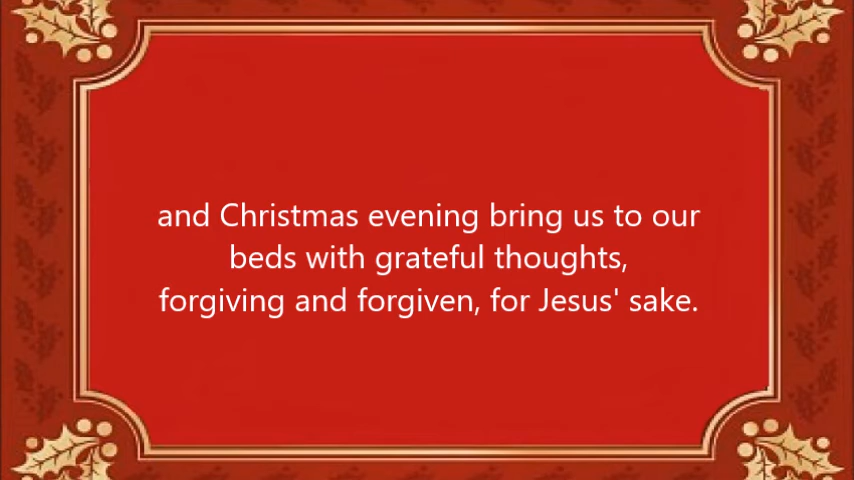 and Christmas evening bring us to our
beds with grateful thoughts,
forgiving and forgiven, for Jesus' sake.